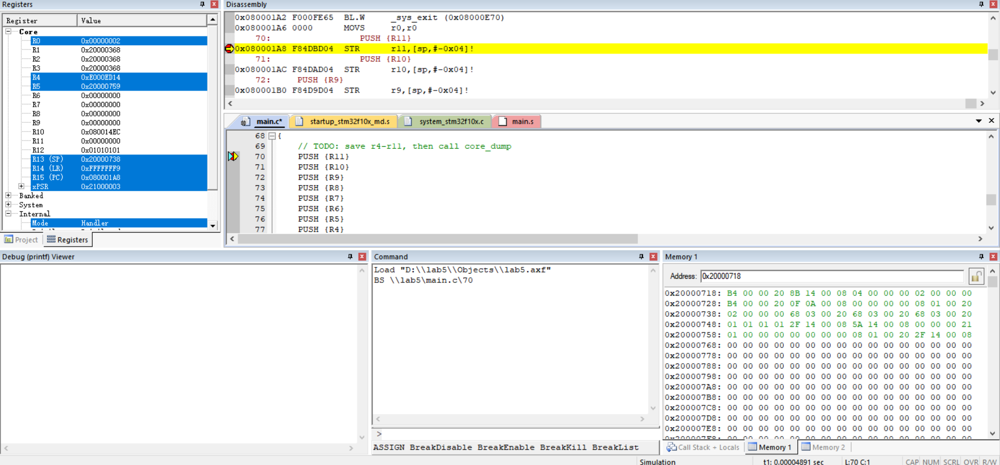 Registers
Register Value
Core
R0 0x00000002
R1 0x20000368
R2 0x20000368
R3 0x20000368
R4 0xE000ED14
R5 0x20000759
R6 0x00000000
R7 0x00000000
R8 0x00000000
R9 0x00000000
R10 0x080014EC
R11 0x00000000
R12 0x01010101
R13 (SP) 0x20000738
R14 (LR) 0xFFFFFFF9
R15 (PC) 0x080001A8
xPSR 0x21000003
Banked
System
Internal
Mode Handler
Project Registers
Disassembly
0x080001A2 F000FE65 BL.W _sys_exit (0x08000E70)
0x080001A6 0000 MOVS r0,r0
70: PUSH {R11}
0x080001A8 F84DBD04 STR r11,[sp,#-0x04]!
71: PUSH {R10}
0x080001AC F84DAD04 STR r10,[sp,#-0x04]!
72: PUSH {R9}
0x080001B0 F84D9D04 STR r9,[sp,#-0x04]!
main.c* startup_stm32f10x_md.s system_stm32f10x.c main.s
68 {
69 // TODO: save r4-r11, then call core_dump
70 PUSH {R11}
71 PUSH {R10}
72 PUSH {R9}
73 PUSH {R8}
74 PUSH {R7}
75 PUSH {R6}
76 PUSH {R5}
77 PUSH {R4}
Debug (printf) Viewer
Command
Load "D:\\lab5\\Objects\\lab5.axf"
BS \\lab5\main.c\70
>
ASSIGN BreakDisable BreakEnable BreakKill BreakList
Memory 1
Address: 0x20000718
0x20000718: B4 00 00 20 8B 14 00 08 04 00 00 00 02 00 00 00
0x20000728: B4 00 00 20 0F 0A 00 08 00 00 00 00 08 01 00 20
0x20000738: 02 00 00 00 68 03 00 20 68 03 00 20 68 03 00 20
0x20000748: 01 01 01 01 2F 14 00 08 5A 14 00 08 00 00 00 21
0x20000758: 01 00 00 00 00 00 00 00 08 01 00 20 2F 14 00 08
0x20000768: 00 00 00 00 00 00 00 00 00 00 00 00 00 00 00 00
0x20000778: 00 00 00 00 00 00 00 00 00 00 00 00 00 00 00 00
0x20000788: 00 00 00 00 00 00 00 00 00 00 00 00 00 00 00 00
0x20000798: 00 00 00 00 00 00 00 00 00 00 00 00 00 00 00 00
0x200007A8: 00 00 00 00 00 00 00 00 00 00 00 00 00 00 00 00
0x200007B8: 00 00 00 00 00 00 00 00 00 00 00 00 00 00 00 00
0x200007C8: 00 00 00 00 00 00 00 00 00 00 00 00 00 00 00 00
0x200007D8: 00 00 00 00 00 00 00 00 00 00 00 00 00 00 00 00
0x200007E8: 00 00 00 00 00 00 00 00 00 00 00 00 00 00 00 00
Call Stack + Locals Memory 1 Memory 2
Simulation t1: 0.00004891 sec L:70 C:1 CAP NUM SCRL OVR R/W